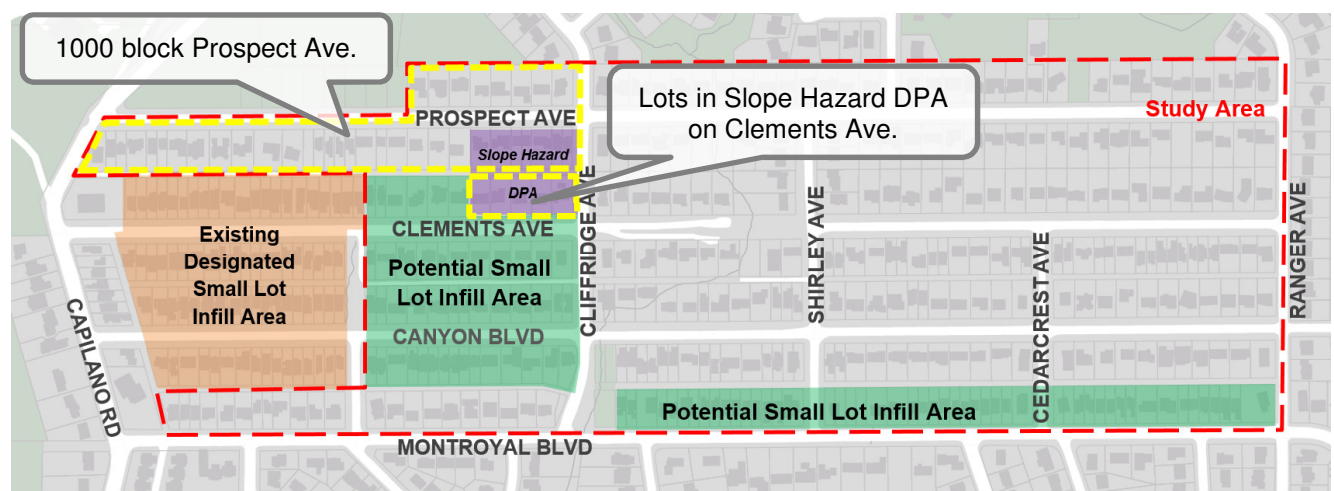 1000 block Prospect Ave.
Lots in Slope Hazard DPA
on Clements Ave.
PROSPECT AVE
Study Area
Slope Hazard
DPA
CLEMENTS AVE
Existing
Designated
Small Lot
Infill Area
Potential Small
Lot Infill Area
CANYON BLVD
CLIFFRIDGE AVE
SHIRLEY AVE
CEDARCREST AVE
RANGER AVE
CAPILANO RD
Potential Small Lot Infill Area
MONTROYAL BLVD